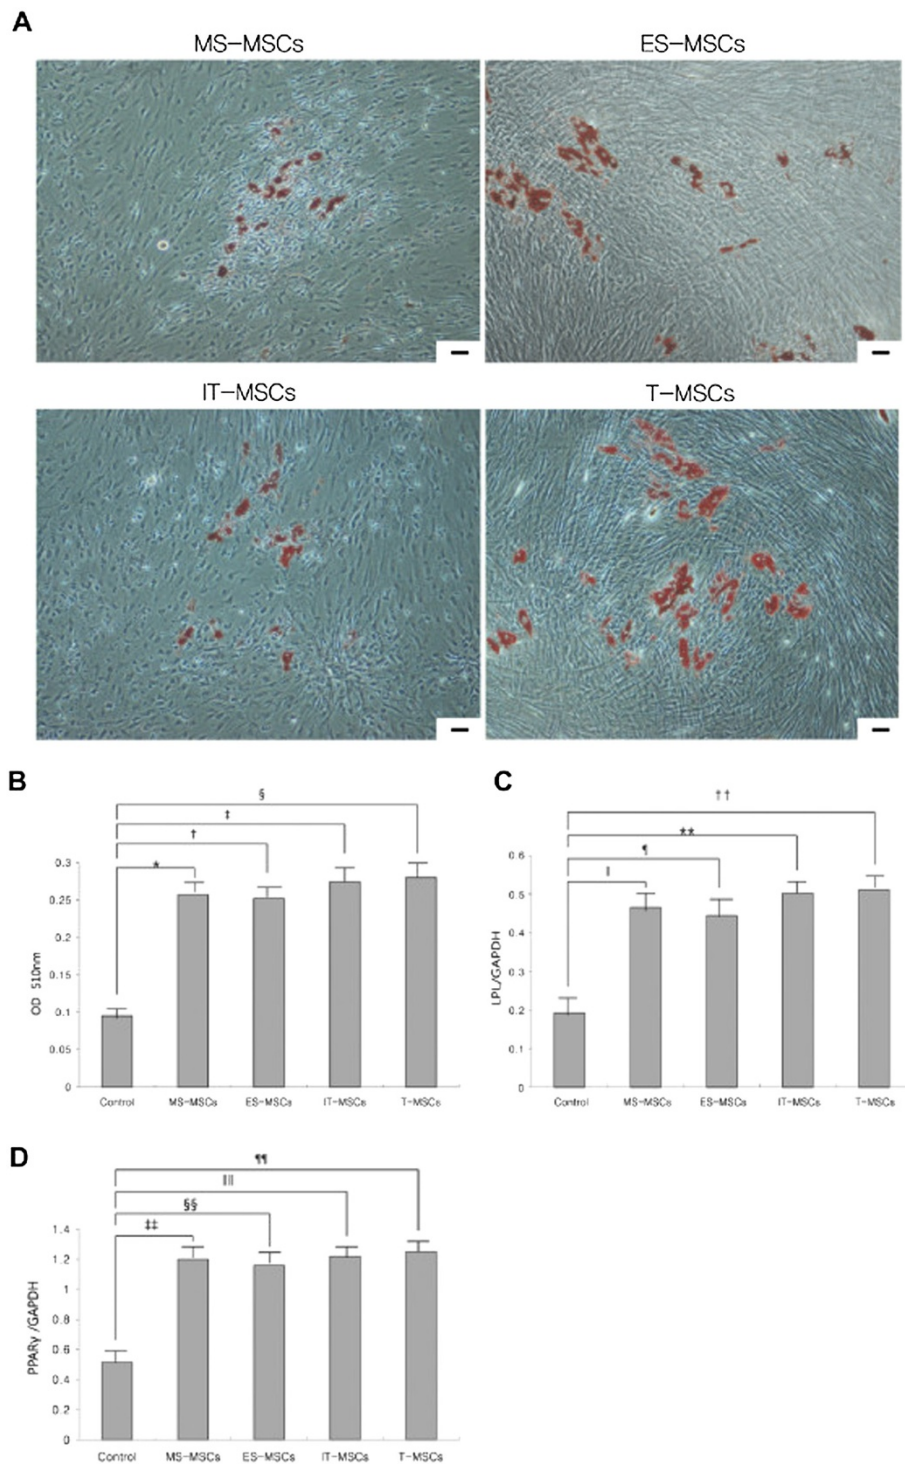 A
MS-MSCs ES-MSCs
IT-MSCs T-MSCs
B
§
‡
†
*
0.3
0.25
0.2
0.15
0.1
0.05
0
OD 510nm
Control MS-MSCs ES-MSCs IT-MSCs T-MSCs
C
††
**
¶
‖
0.6
0.5
0.4
0.3
0.2
0.1
0
LPL/GAPDH
Control MS-MSCs ES-MSCs IT-MSCs T-MSCs
D
¶¶
‖‖
§§
‡‡
1.4
1.2
1
0.8
0.6
0.4
0.2
0
PPARγ /GAPDH
Control MS-MSCs ES-MSCs IT-MSCs T-MSCs